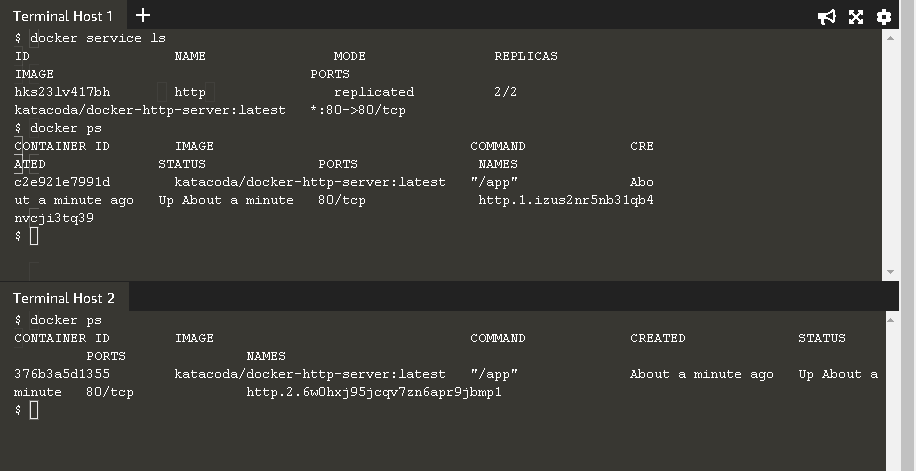 Terminal Host 1 +
$ docker service ls
ID NAME MODE REPLICAS
IMAGE PORTS
hks23lv417bh http replicated 2/2
katacoda/docker-http-server:latest *:80->80/tcp
$ docker ps
CONTAINER ID IMAGE COMMAND CRE
ATED STATUS PORTS NAMES
c2e921e7991d katacoda/docker-http-server:latest "/app" Abo
ut a minute ago Up About a minute 80/tcp http.1.izus2nr5nb31qb4
nvcji3tq39
$
Terminal Host 2
$ docker ps
CONTAINER ID IMAGE COMMAND CREATED STATUS
PORTS NAMES
376b3a5d1355 katacoda/docker-http-server:latest "/app" About a minute ago Up About a
minute 80/tcp http.2.6w0hxj95jcqv7zn6apr9jbmp1
$